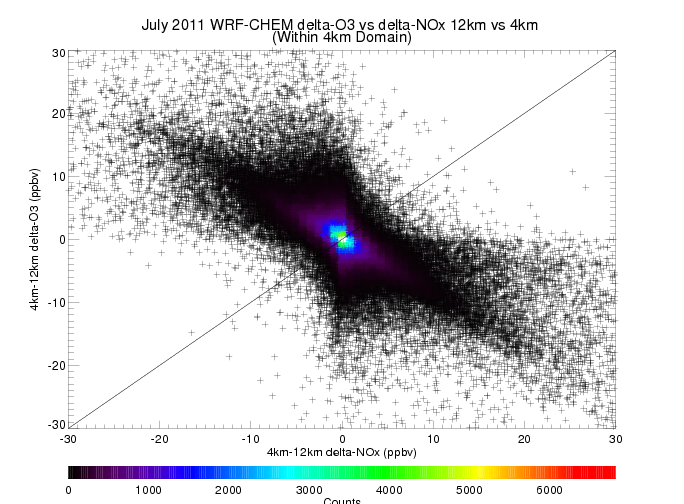 July 2011 WRF-CHEM delta-O3 vs delta-NOx 12km vs 4km
(Within 4km Domain)
30
20
10
0
-10
-20
-30
4km-12km delta-O3 (ppbv)
-30 -20 -10 0 10 20 30
4km-12km delta-NOx (ppbv)
0 1000 2000 3000 4000 5000 6000
Counts